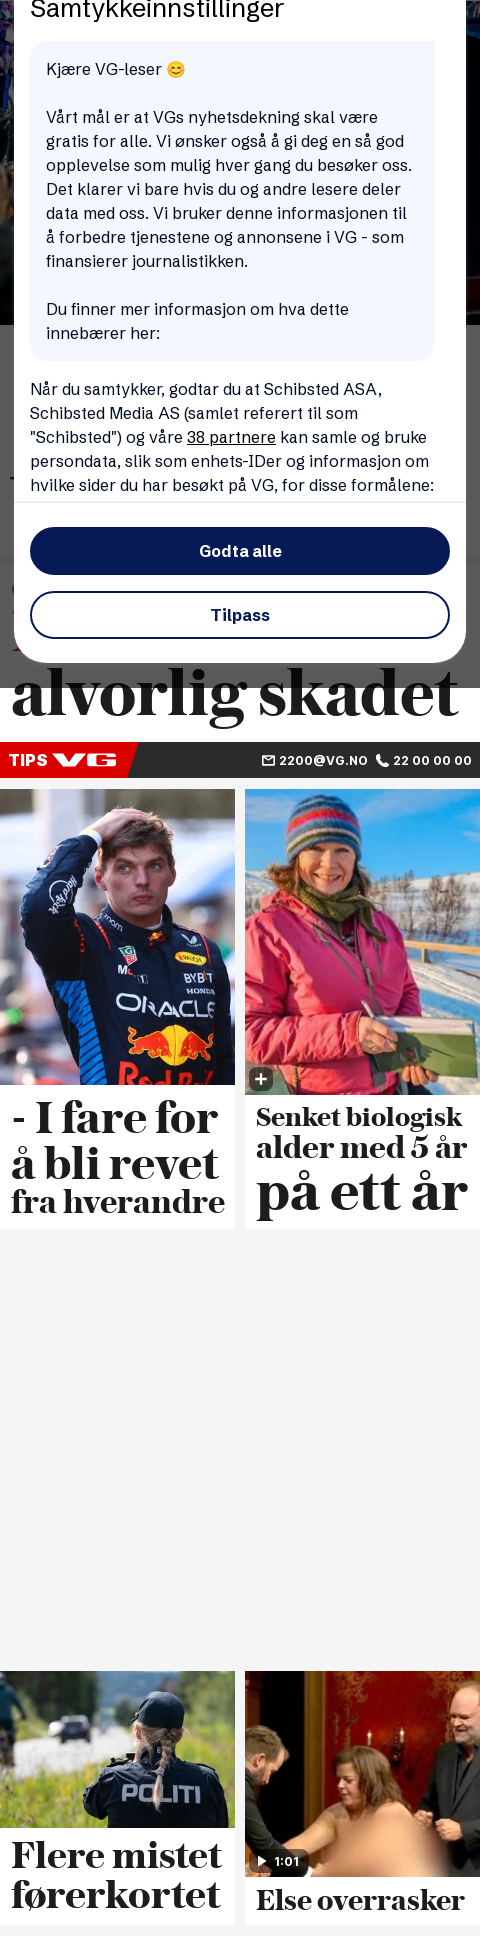 Samtykkeinnstillinger
Kjære VG-leser 😊
Vårt mål er at VGs nyhetsdekning skal være
gratis for alle. Vi ønsker også å gi deg en så god
opplevelse som mulig hver gang du besøker oss.
Det klarer vi bare hvis du og andre lesere deler
data med oss. Vi bruker denne informasjonen til
å forbedre tjenestene og annonsene i VG - som
finansierer journalistikken.
Du finner mer informasjon om hva dette
innebærer her:
Når du samtykker, godtar du at Schibsted ASA,
Schibsted Media AS (samlet referert til som
"Schibsted") og våre 38 partnere kan samle og bruke
persondata, slik som enhets-IDer og informasjon om
hvilke sider du har besøkt på VG, for disse formålene:
Godta alle
Tilpass
alvorlig skadet
TIPS VG
2200@VG.NO 22 00 00 00
BYBIT
HONDA
ORACLE
Red Bull
- I fare for
å bli revet
fra hverandre
Senket biologisk
alder med 5 år
på ett år
POLITI
Flere mistet
førerkortet
1:01
Else overrasker